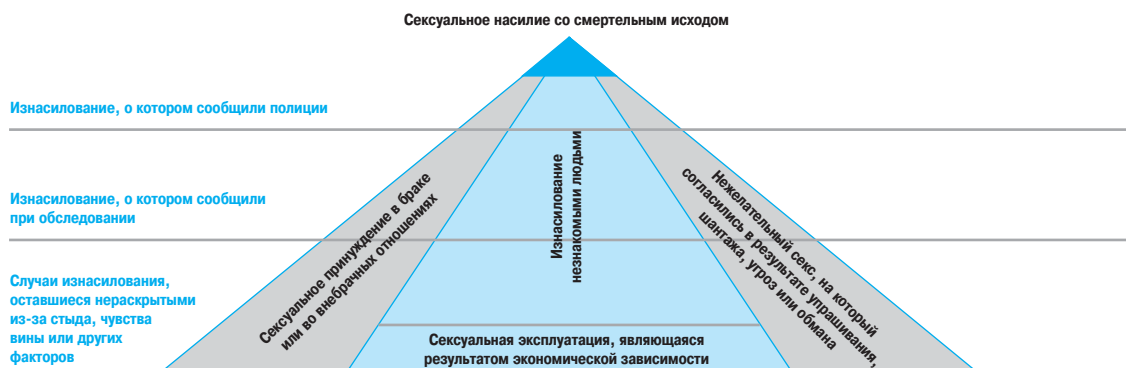 Сексуальное насилие со смертельным исходом
Изнасилование, о котором сообщили полиции
Изнасилование, о котором сообщили
при обследовании
Случаи изнасилования,
оставшиеся нераскрытыми
из-за стыда, чувства
вины или других
факторов
Сексуальное принуждение в браке
или во внебрачных отношениях
Изнасилование
незнакомыми людьми
Нежелательный секс, на который
согласились в результате упрашивания,
шантажа, угроз или обмана
Сексуальная эксплуатация, являющаяся
результатом экономической зависимости